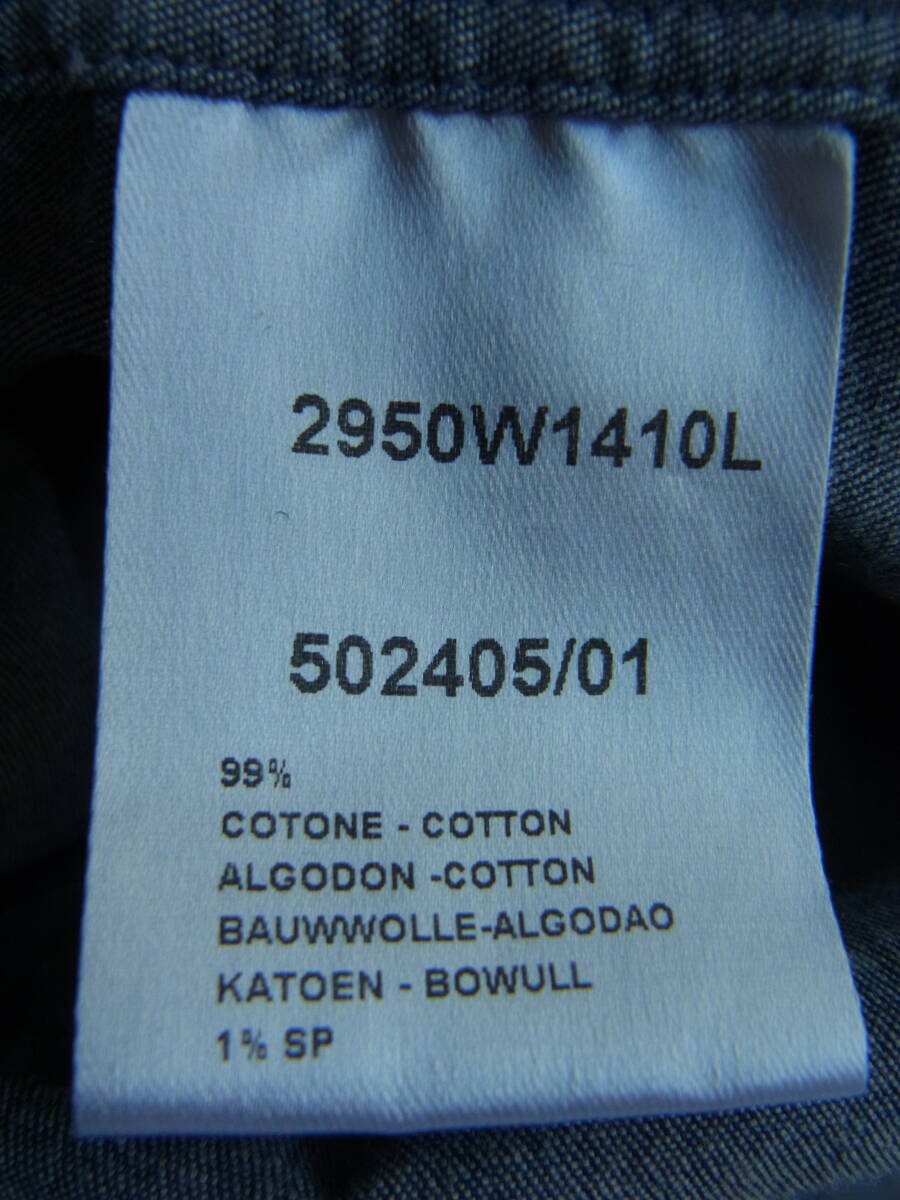 2950W1410L
502405/01
99%
COTONE - COTTON
ALGODON -COTTON
BAUWWOLLE-ALGODAO
KATOEN - BOWULL
1% SP